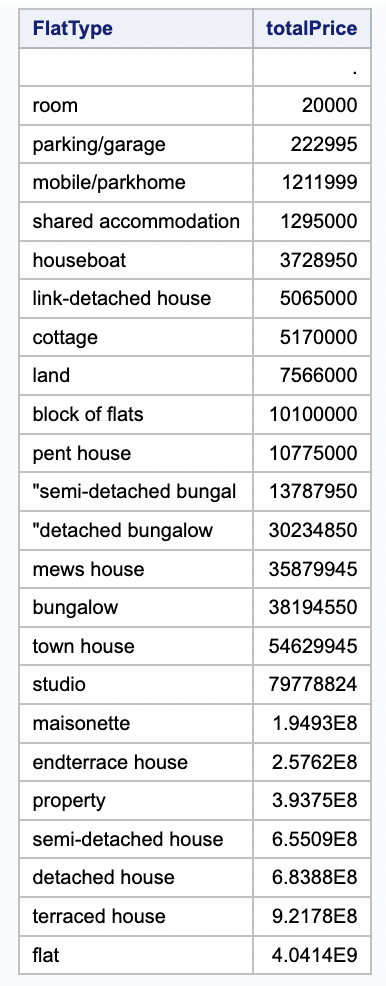 FlatType totalPrice
.
room 20000
parking/garage 222995
mobile/parkhome 1211999
shared accommodation 1295000
houseboat 3728950
link-detached house 5065000
cottage 5170000
land 7566000
block of flats 10100000
pent house 10775000
"semi-detached bungal 13787950
"detached bungalow 30234850
mews house 35879945
bungalow 38194550
town house 54629945
studio 79778824
maisonette 1.9493E8
endterrace house 2.5762E8
property 3.9375E8
semi-detached house 6.5509E8
detached house 6.8388E8
terraced house 9.2178E8
flat 4.0414E9